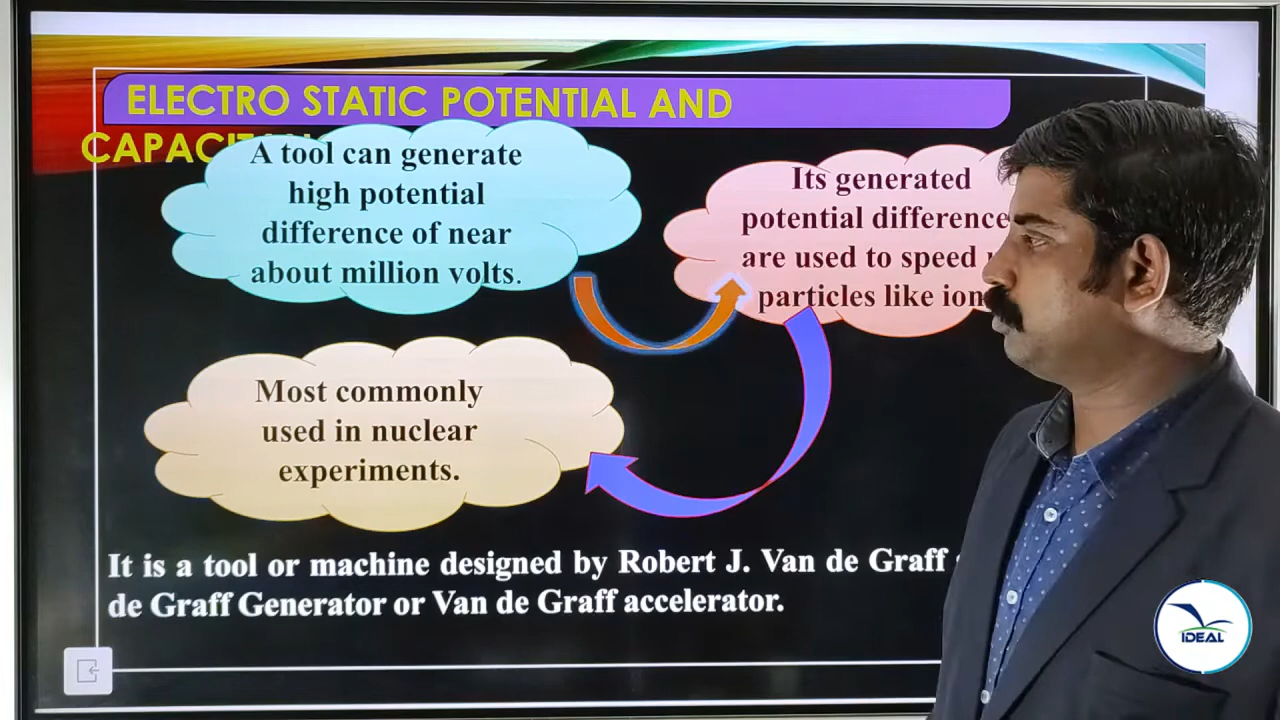 ELECTRO STATIC POTENTIAL AND
A tool can generate
high potential
difference of near
about million volts.
Its generated
potential difference
are used to speed
particles like ion
Most commonly
used in nuclear
experiments.
It is a tool or machine designed by Robert J. Van de Graff
de Graff Generator or Van de Graff accelerator.
IDEAL